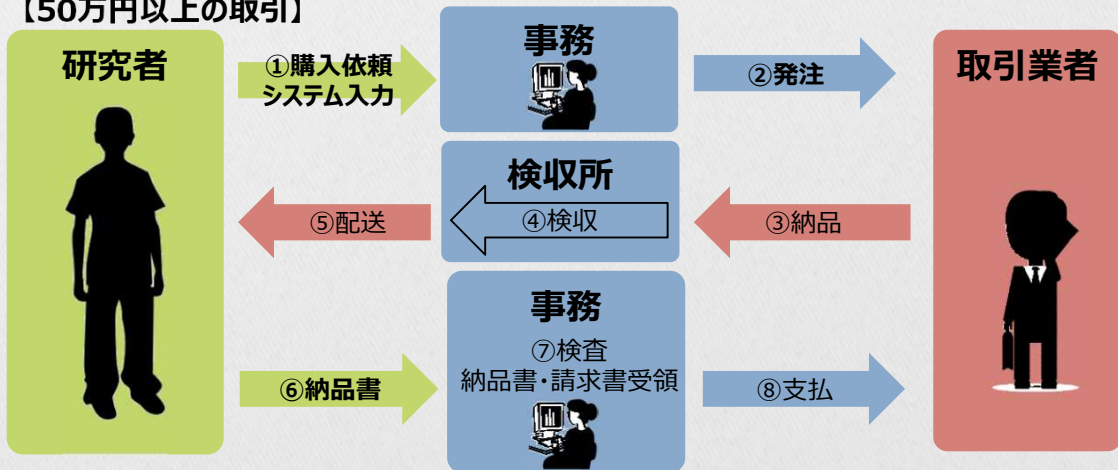 【50万円以上の取引】
研究者
①購入依頼
システム入力
事務
②発注
取引業者
検収所
⑤配送
④検収
③納品
事務
⑦検査
納品書・請求書受領
⑥納品書
⑧支払